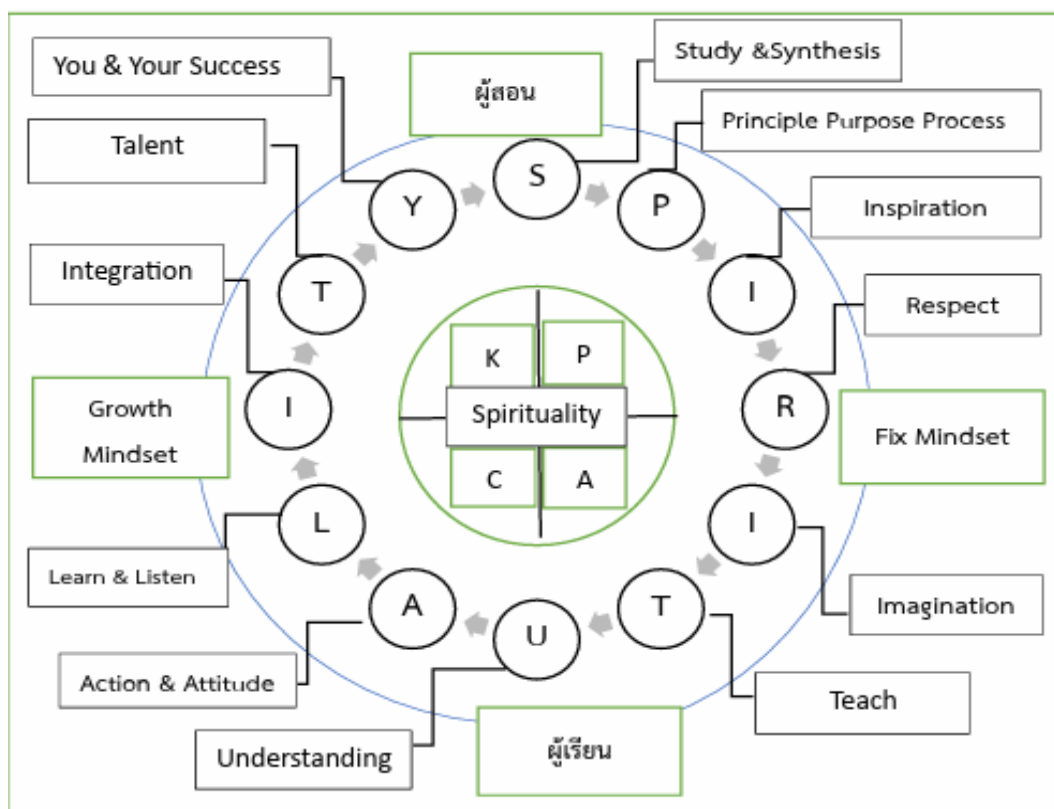 You & Your Success
ผู้สอน
Study &Synthesis
Talent
Principle Purpose Process
Y
S
P
Inspiration
Integration
T
I
Respect
K
P
Growth
Mindset
I
Spirituality
R
Fix Mindset
C
A
L
I
Learn & Listen
A
U
T
Imagination
Action & Attitude
Teach
Understanding
ผู้เรียน